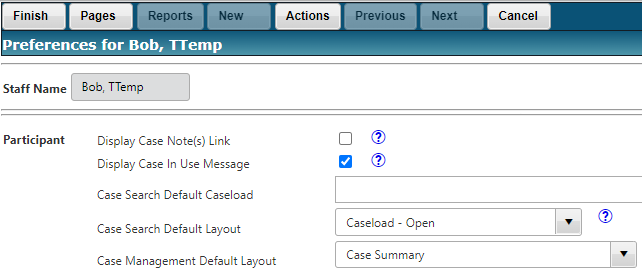 Finish Pages Reports New Actions Previous Next Cancel
Preferences for Bob, TTemp
Staff Name Bob, TTemp
Participant Display Case Note(s) Link ?
Display Case In Use Message ?
Case Search Default Caseload
Case Search Default Layout Caseload - Open ?
Case Management Default Layout Case Summary